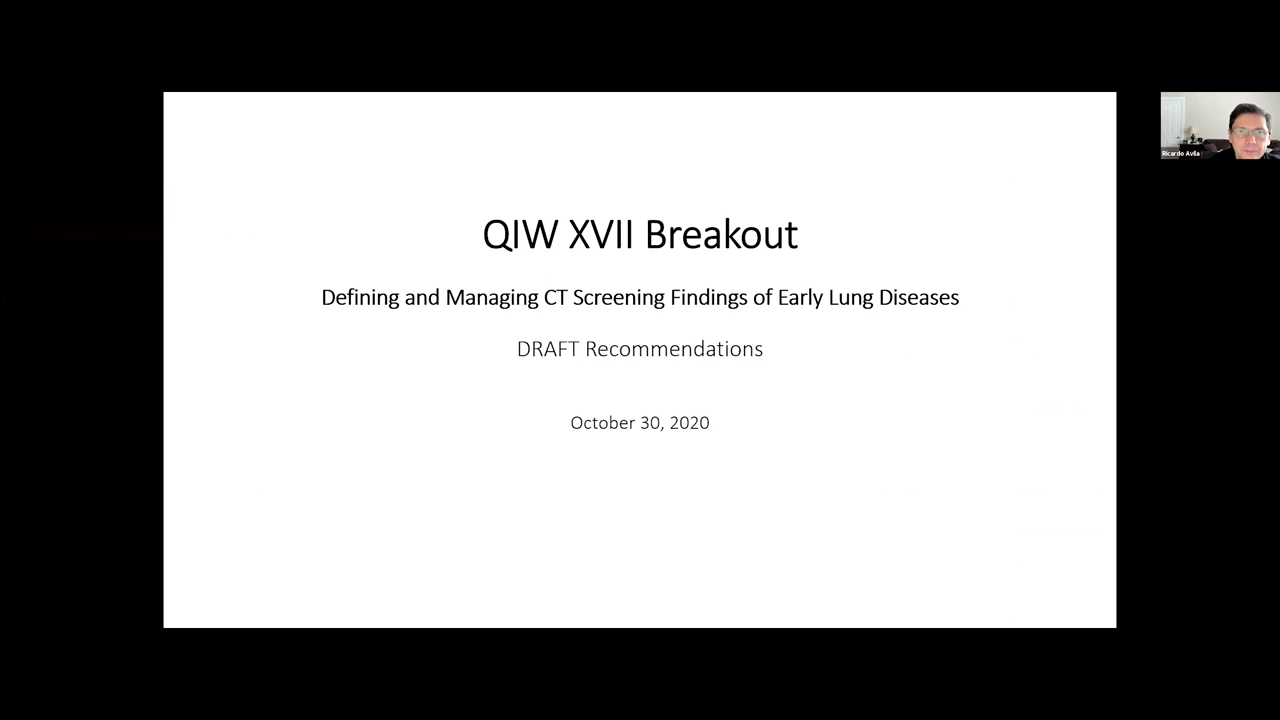 QIW XVII Breakout
Defining and Managing CT Screening Findings of Early Lung Diseases
DRAFT Recommendations
October 30, 2020
Ricardo Avila